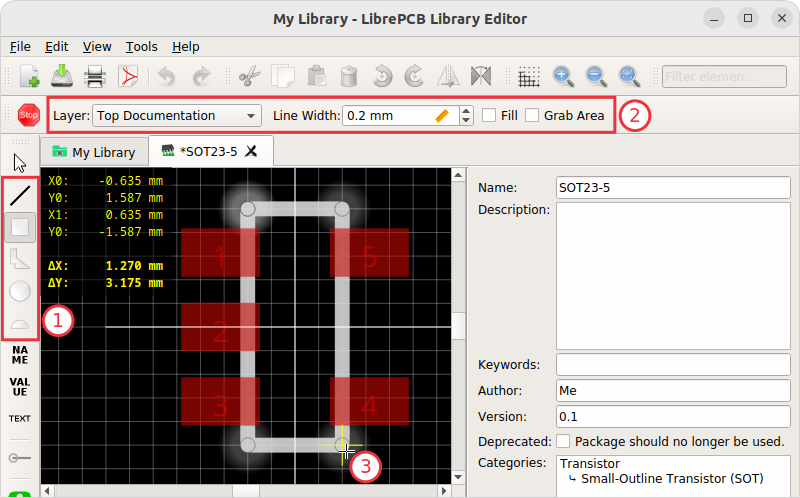 My Library - LibrePCB Library Editor
File Edit View Tools Help
Filter elemen...
Stop Layer: Top Documentation Line Width: 0.2 mm Fill Grab Area 2
My Library *SOT23-5
X0: -0.635 mm
Y0: 1.587 mm
X1: 0.635 mm
Y0: -1.587 mm
ΔX: 1.270 mm
ΔY: 3.175 mm
1 5
2
3 4
1
3
NA
ME
VAL
UE
TEXT
Name: SOT23-5
Description:
Keywords:
Author: Me
Version: 0.1
Deprecated: Package should no longer be used.
Categories: Transistor
Small-Outline Transistor (SOT)